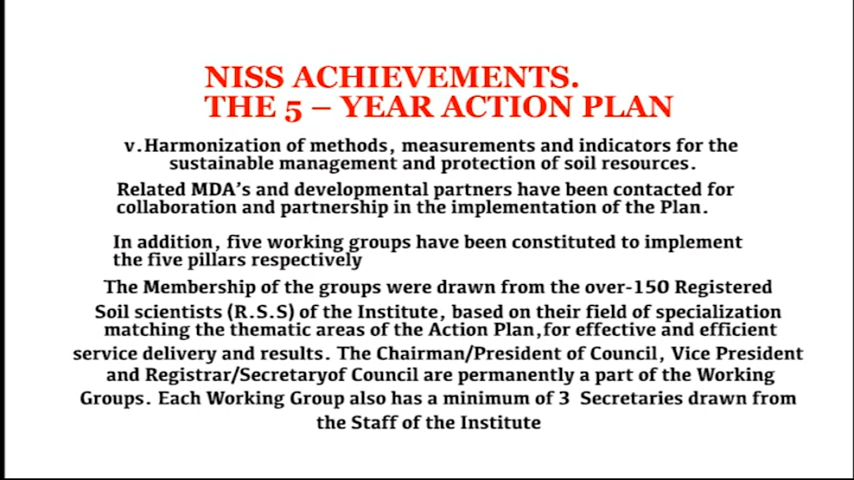 NISS ACHIEVEMENTS.
THE 5 – YEAR ACTION PLAN
v.Harmonization of methods, measurements and indicators for the
sustainable management and protection of soil resources.
Related MDA's and developmental partners have been contacted for
collaboration and partnership in the implementation of the Plan.
In addition, five working groups have been constituted to implement
the five pillars respectively
The Membership of the groups were drawn from the over-150 Registered
Soil scientists (R.S.S) of the Institute, based on their field of specialization
matching the thematic areas of the Action Plan,for effective and efficient
service delivery and results. The Chairman/President of Council, Vice President
and Registrar/Secretaryof Council are permanently a part of the Working
Groups. Each Working Group also has a minimum of 3 Secretaries drawn from
the Staff of the Institute